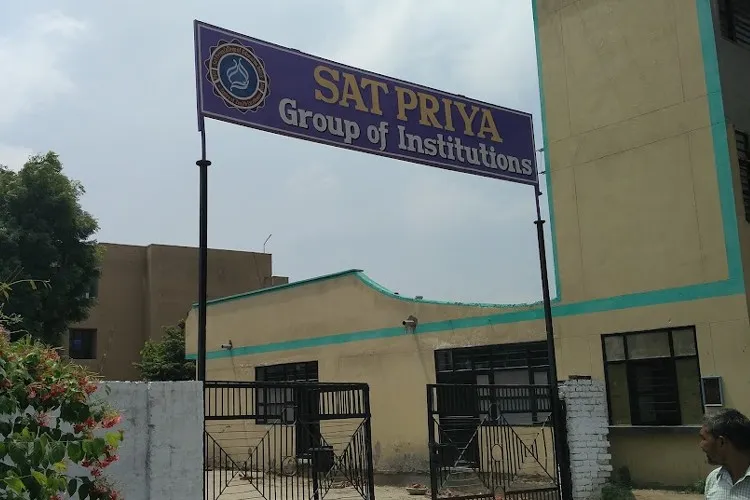 SAT PRIYA
Group of Institutions